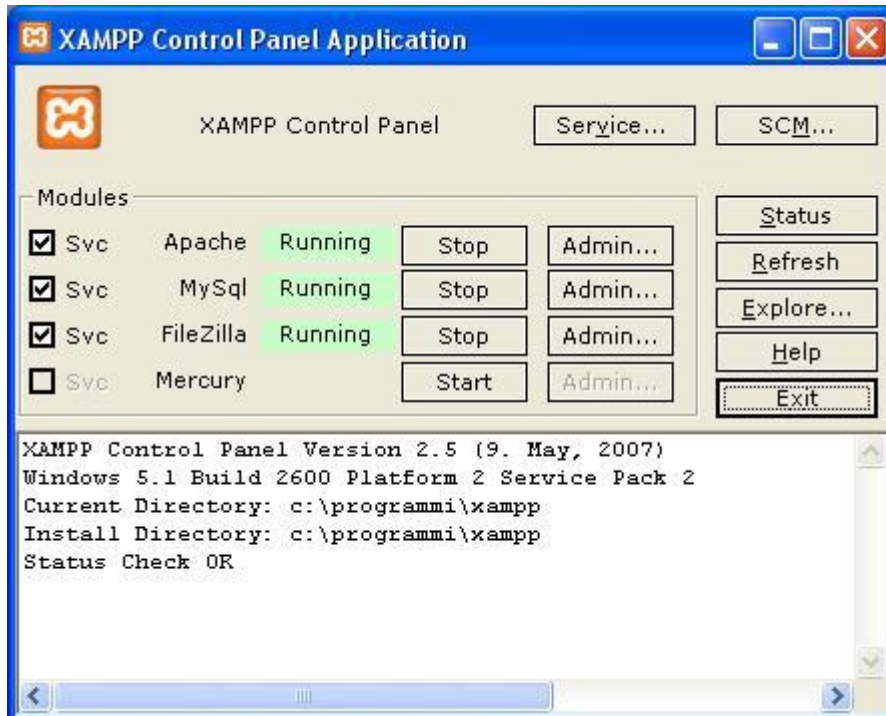 XAMPP Control Panel Application
XAMPP Control Panel
Service...
SCM...
Modules
Svc Apache Running Stop Admin...
Svc MySql Running Stop Admin...
Svc FileZilla Running Stop Admin...
Svc Mercury Start Admin...
Status
Refresh
Explore...
Help
Exit
XAMPP Control Panel Version 2.5 (9. May, 2007)
Windows 5.1 Build 2600 Platform 2 Service Pack 2
Current Directory: c:\programmi\xampp
Install Directory: c:\programmi\xampp
Status Check OK